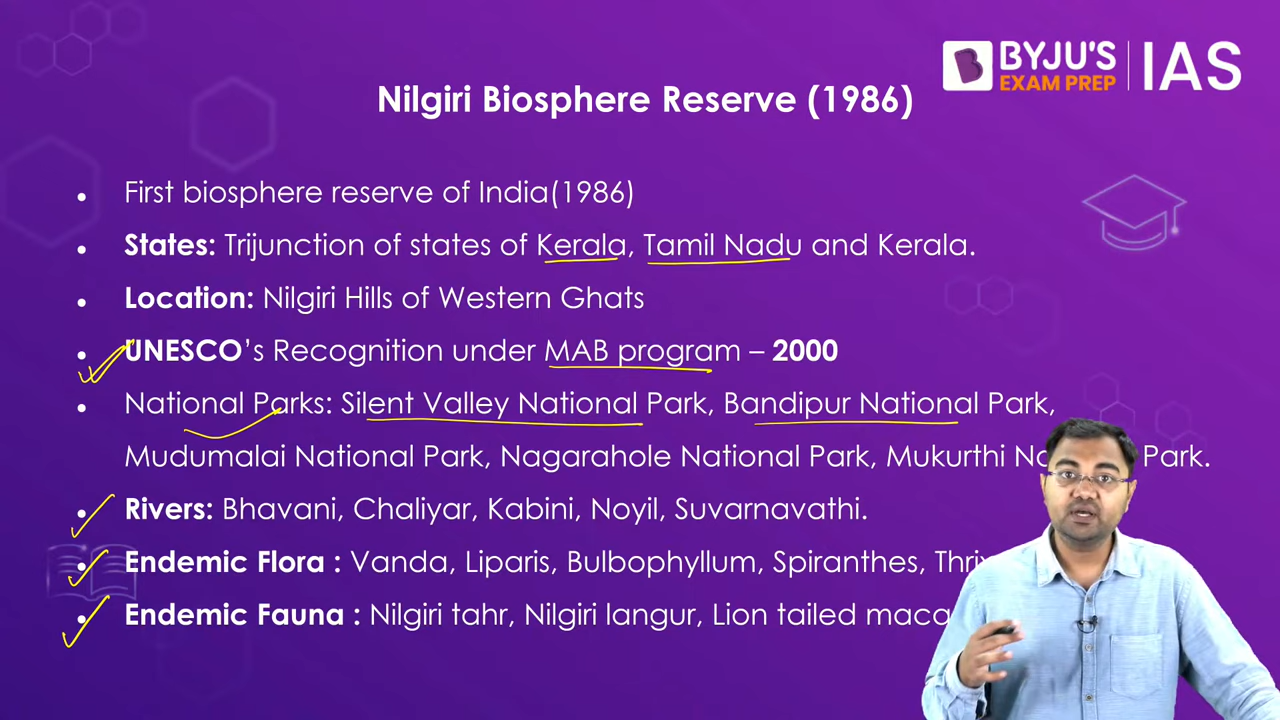 BYJU'S
EXAM PREP
IAS
Nilgiri Biosphere Reserve (1986)
First biosphere reserve of India(1986)
States: Trijunction of states of Kerala, Tamil Nadu and Kerala.
Location: Nilgiri Hills of Western Ghats
UNESCO's Recognition under MAB program – 2000
National Parks: Silent Valley National Park, Bandipur National Park,
Mudumalai National Park, Nagarahole National Park, Mukurthi Park.
Rivers: Bhavani, Chaliyar, Kabini, Noyil, Suvarnavathi.
Endemic Flora : Vanda, Liparis, Bulbophyllum, Spiranthes,
Endemic Fauna : Nilgiri tahr, Nilgiri langur, Lion tailed